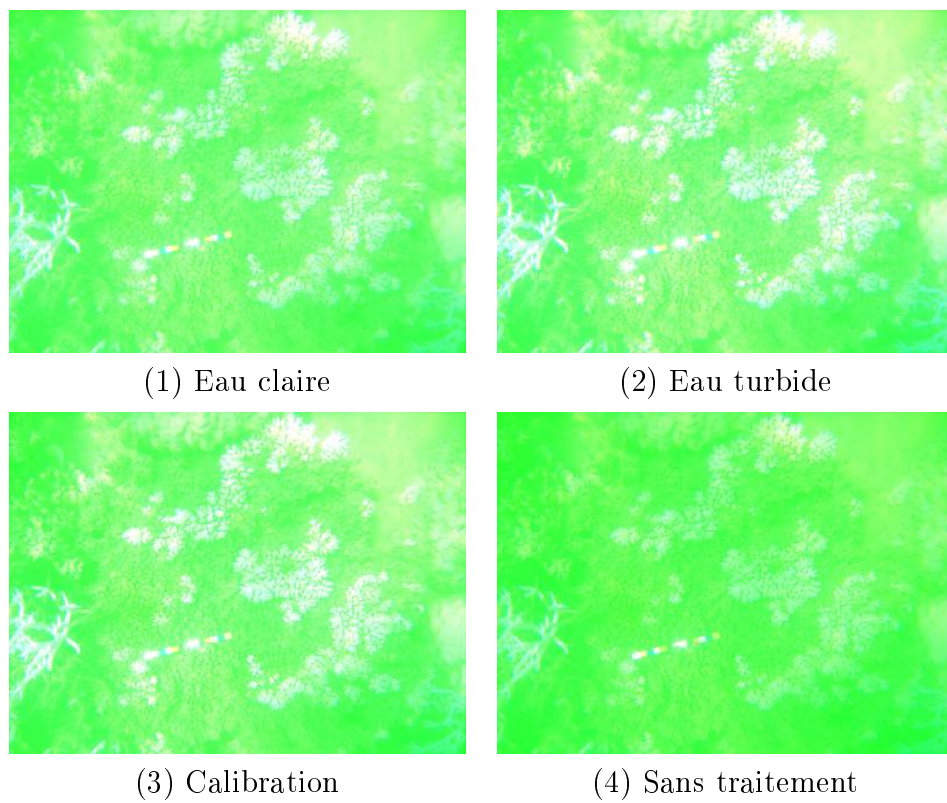 (1) Eau claire
(2) Eau turbide
(3) Calibration
(4) Sans traitement